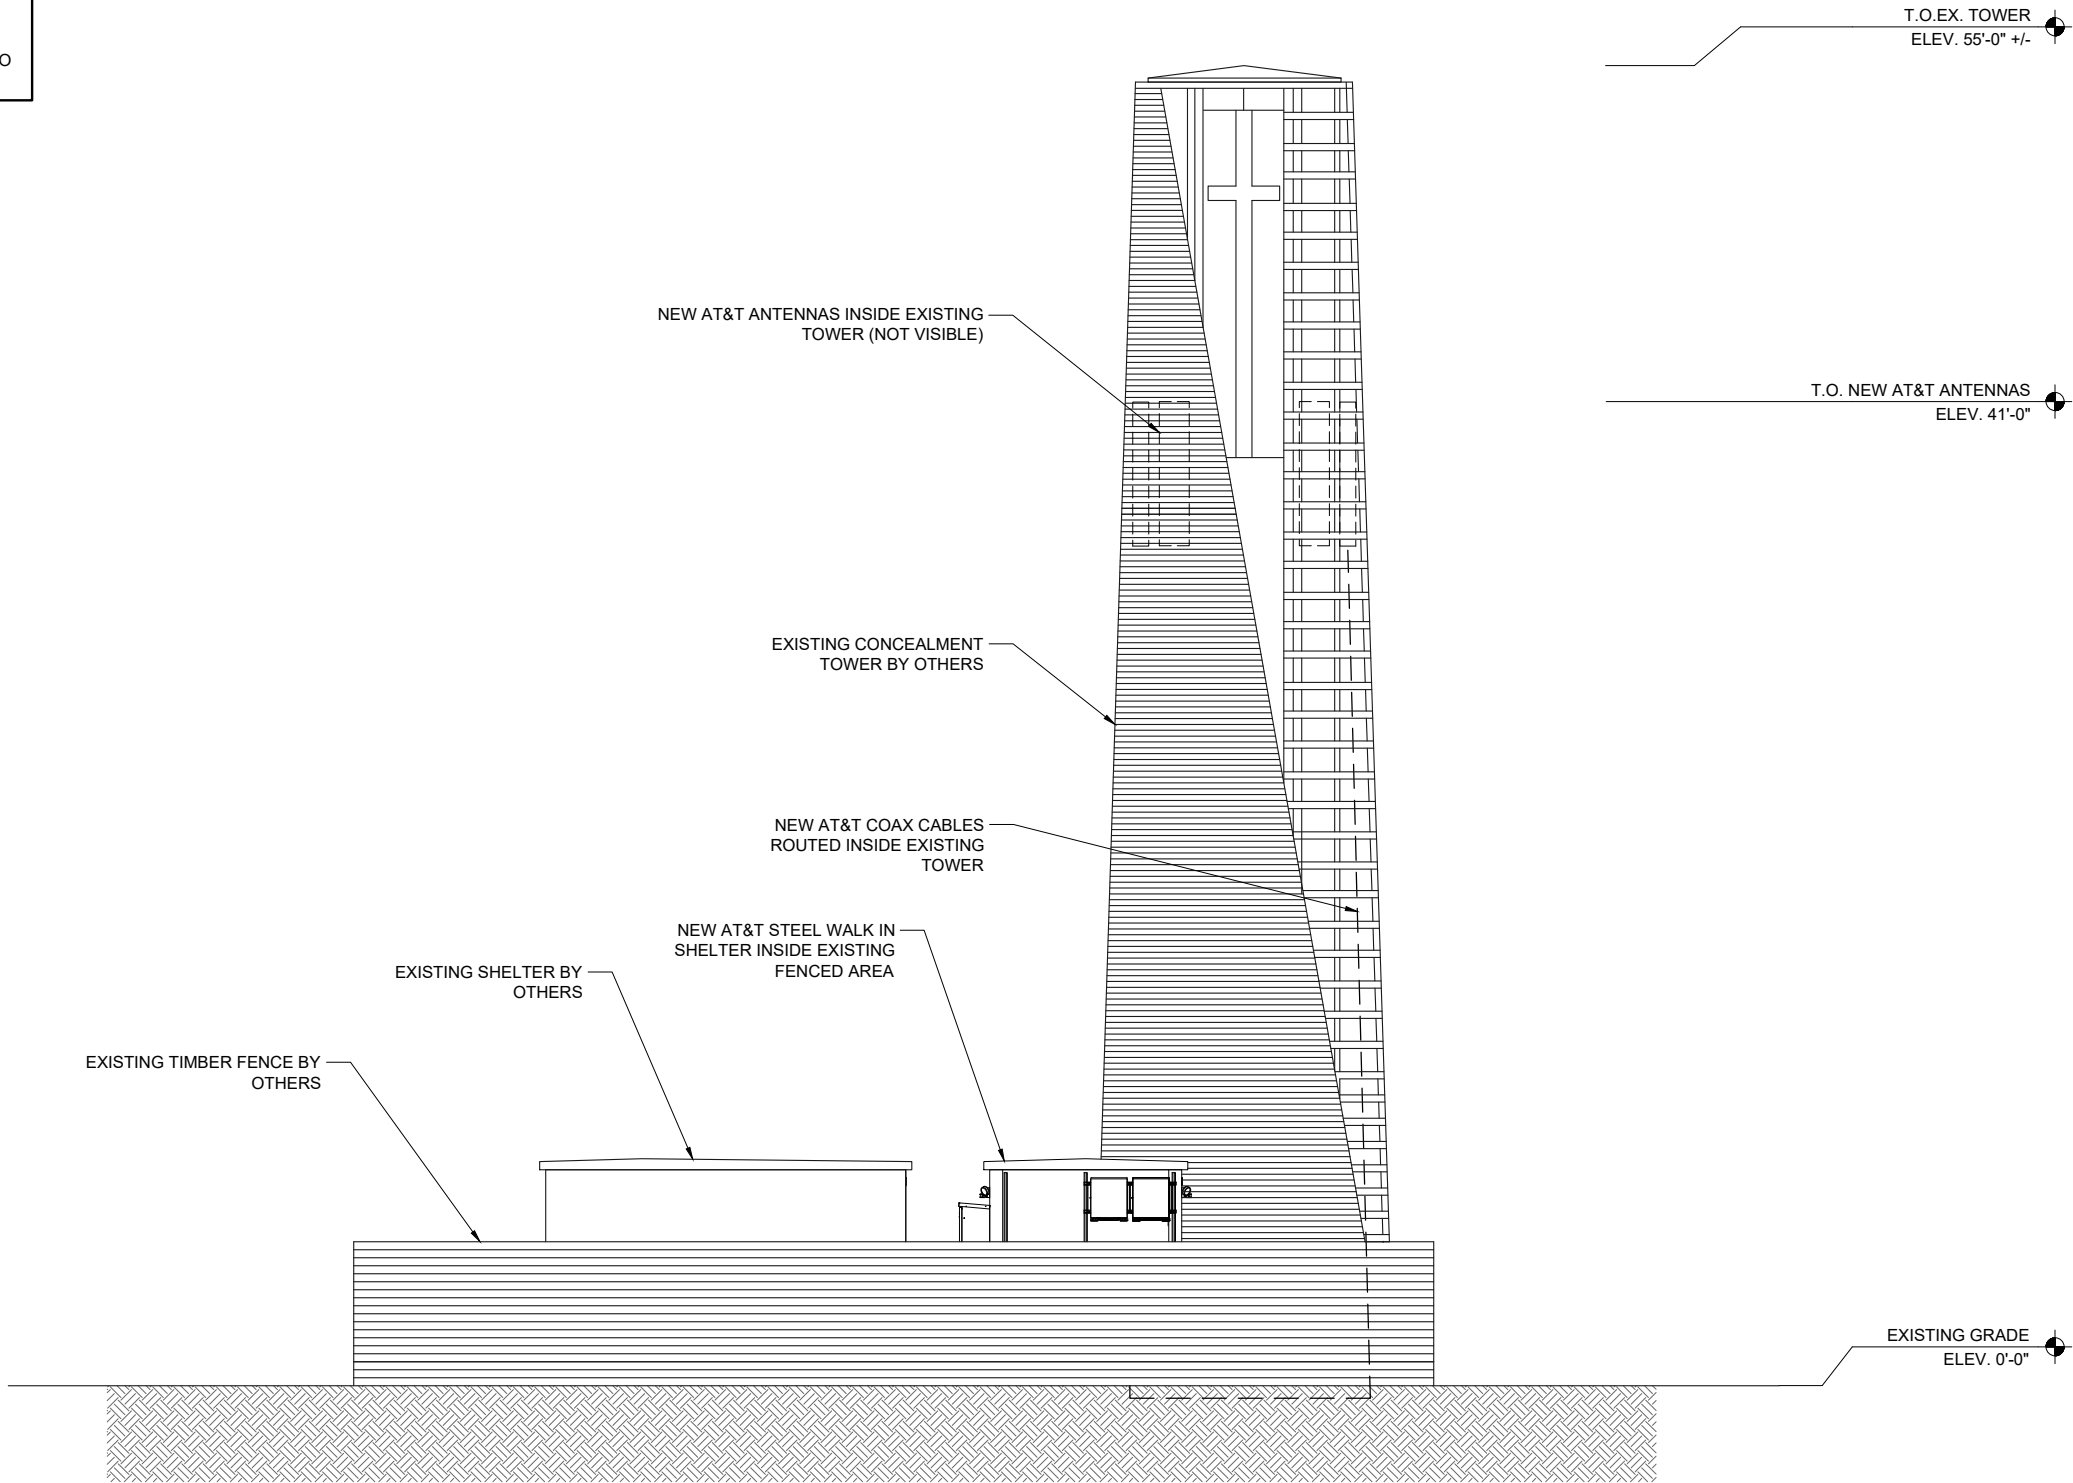 O
T.O.EX. TOWER
ELEV. 55'-0" +/-
NEW AT&T ANTENNAS INSIDE EXISTING
TOWER (NOT VISIBLE)
T.O. NEW AT&T ANTENNAS
ELEV. 41'-0"
EXISTING CONCEALMENT
TOWER BY OTHERS
NEW AT&T COAX CABLES
ROUTED INSIDE EXISTING
TOWER
NEW AT&T STEEL WALK IN
SHELTER INSIDE EXISTING
FENCED AREA
EXISTING SHELTER BY
OTHERS
EXISTING TIMBER FENCE BY
OTHERS
EXISTING GRADE
ELEV. 0'-0"